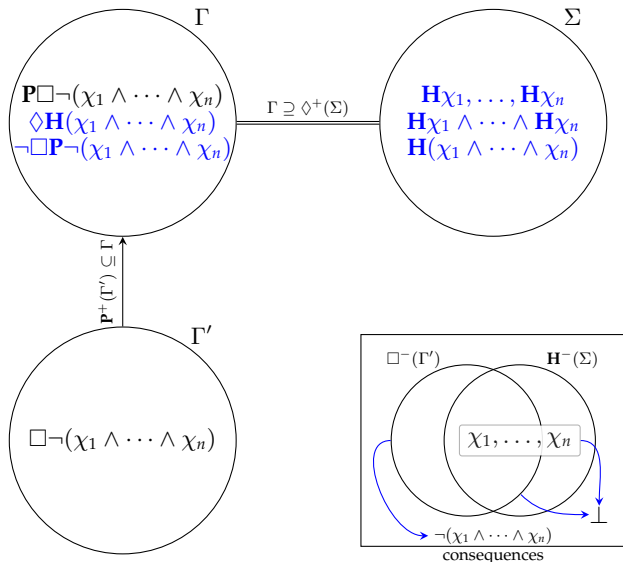 Γ
Σ
P□¬(χ₁ ∧ ⋯ ∧ χₙ)
◊H(χ₁ ∧ ⋯ ∧ χₙ)
¬□P¬(χ₁ ∧ ⋯ ∧ χₙ)
Γ ⊇ ◊⁺(Σ)
Hχ₁, . . . , Hχₙ
Hχ₁ ∧ ⋯ ∧ Hχₙ
H(χ₁ ∧ ⋯ ∧ χₙ)
P⁺(Γ′) ⊆ Γ
Γ′
□¬(χ₁ ∧ ⋯ ∧ χₙ)
□⁻(Γ′)
H⁻(Σ)
χ₁, . . . , χₙ
⊥
¬(χ₁ ∧ ⋯ ∧ χₙ)
consequences